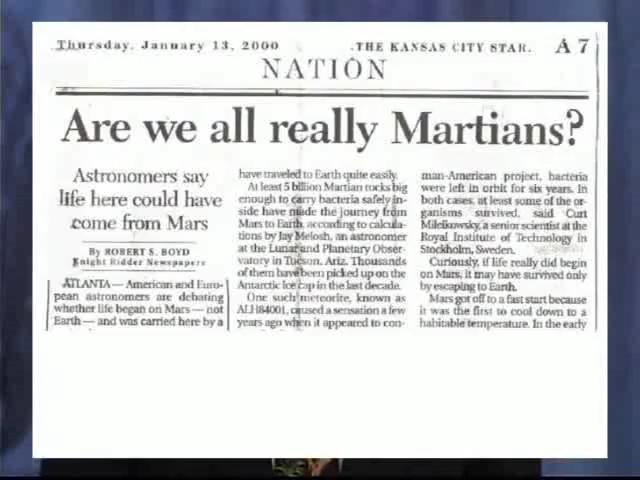 Thursday, January 13, 2000 .THE KANSAS CITY STAR. A 7
NATION
Are we all really Martians?
Astronomers say
life here could have
come from Mars
By ROBERT S. BOYD
Knight Ridder Newspapers
ATLANTA — American and Euro-
pean astronomers are debating
whether life began on Mars — not
Earth — and was carried here by a
have traveled to Earth quite easily.
At least 5 billion Martian rocks big
enough to carry bacteria safely in-
side have made the journey from
Mars to Earth, according to calcula-
tions by Jay Melosh, an astronomer
at the Lunar and Planetary Obser-
vatory in Tucson, Ariz. Thousands
of them have been picked up on the
Antarctic Ice cap in the last decade.
One such meteorite, known as
ALH84001, caused a sensation a few
years ago when it appeared to con-
man-American project, bacteria
were left in orbit for six years. In
both cases, at least some of the or-
ganisms survived, said Curt
Mileikowsky, a senior scientist at the
Royal Institute of Technology in
Stockholm, Sweden.
Curiously, if life really did begin
on Mars, it may have survived only
by escaping to Earth.
Mars got off to a fast start because
it was the first to cool down to a
habitable temperature. In the early